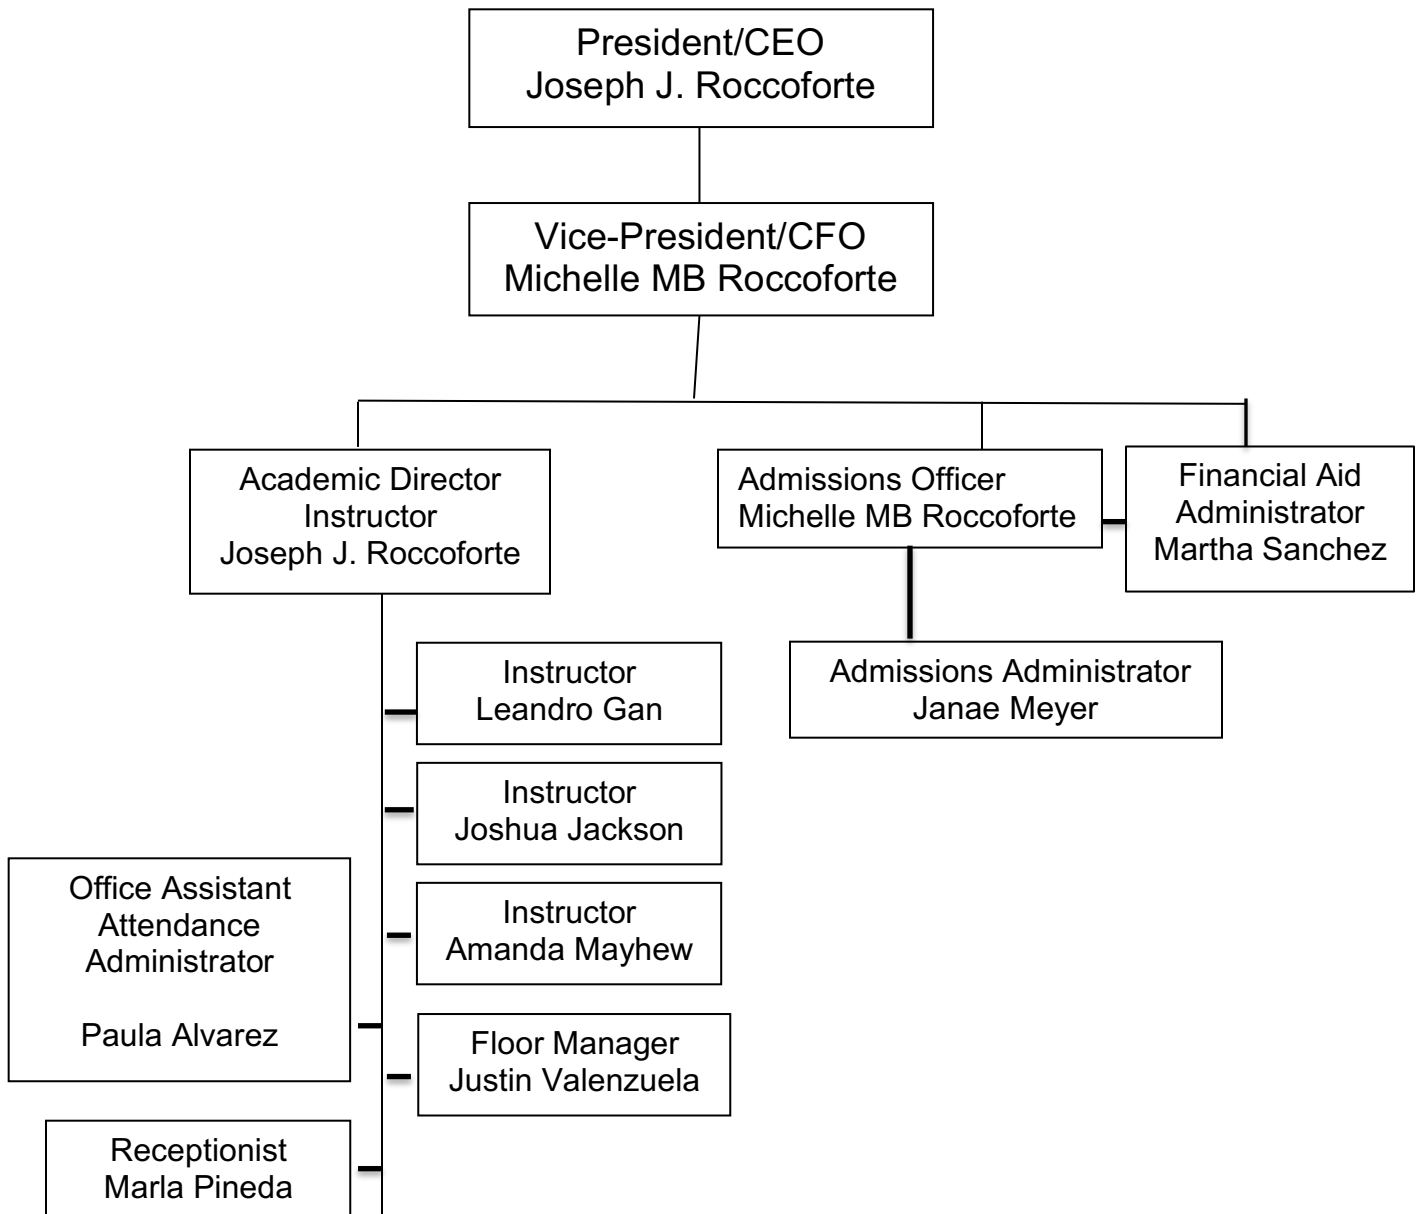 President/CEO
Joseph J. Roccoforte
Vice-President/CFO
Michelle MB Roccoforte
Academic Director
Instructor
Joseph J. Roccoforte
Admissions Officer
Michelle MB Roccoforte
Financial Aid
Administrator
Martha Sanchez
Admissions Administrator
Janae Meyer
Instructor
Leandro Gan
Instructor
Joshua Jackson
Instructor
Amanda Mayhew
Office Assistant
Attendance
Administrator
Paula Alvarez
Floor Manager
Justin Valenzuela
Receptionist
Marla Pineda